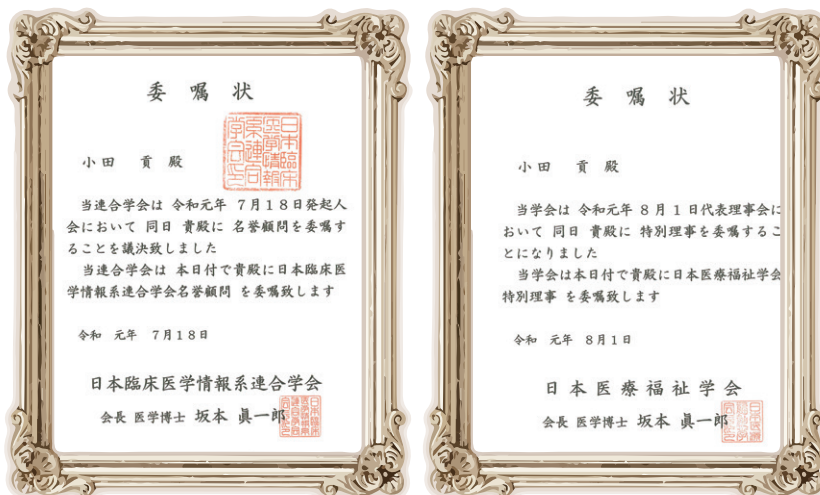 委嘱状
小田 貢 殿
当連合学会は 令和元年 7月18日発起人
会において 同日 貴殿に 名誉顧問を委嘱す
ることを議決致しました
当連合学会は 本日付で貴殿に日本臨床医
学情報系連合学会名誉顧問 を委嘱致します
令和 元年 7月18日
日本臨床医学情報系連合学会
会長 医学博士 坂本 眞一郎
委嘱状
小田 貢 殿
当学会は 令和元年 8月1日代表理事会に
おいて 同日 貴殿に 特別理事を委嘱するこ
とになりました
当学会は本日付で貴殿に日本医療福祉学会
特別理事 を委嘱致します
令和 元年 8月1日
日本医療福祉学会
会長 医学博士 坂本 眞一郎